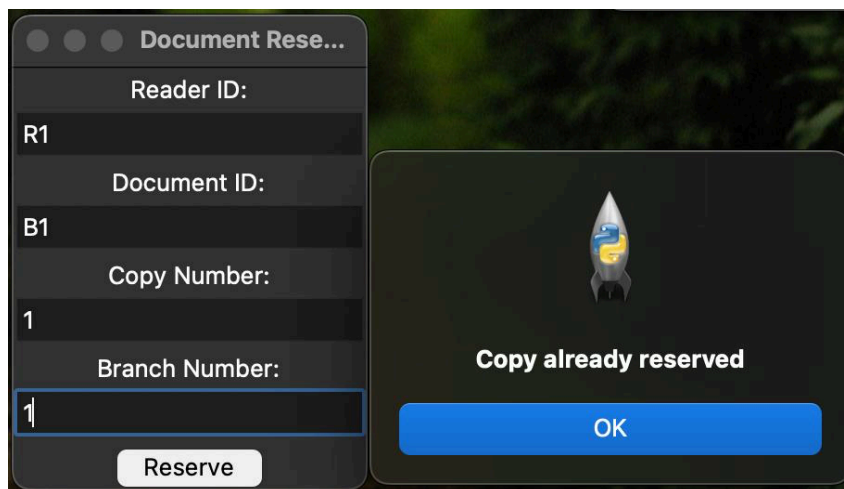 Document Rese...
Reader ID:
R1
Document ID:
B1
Copy Number:
1
Branch Number:
1
Reserve
Copy already reserved
OK